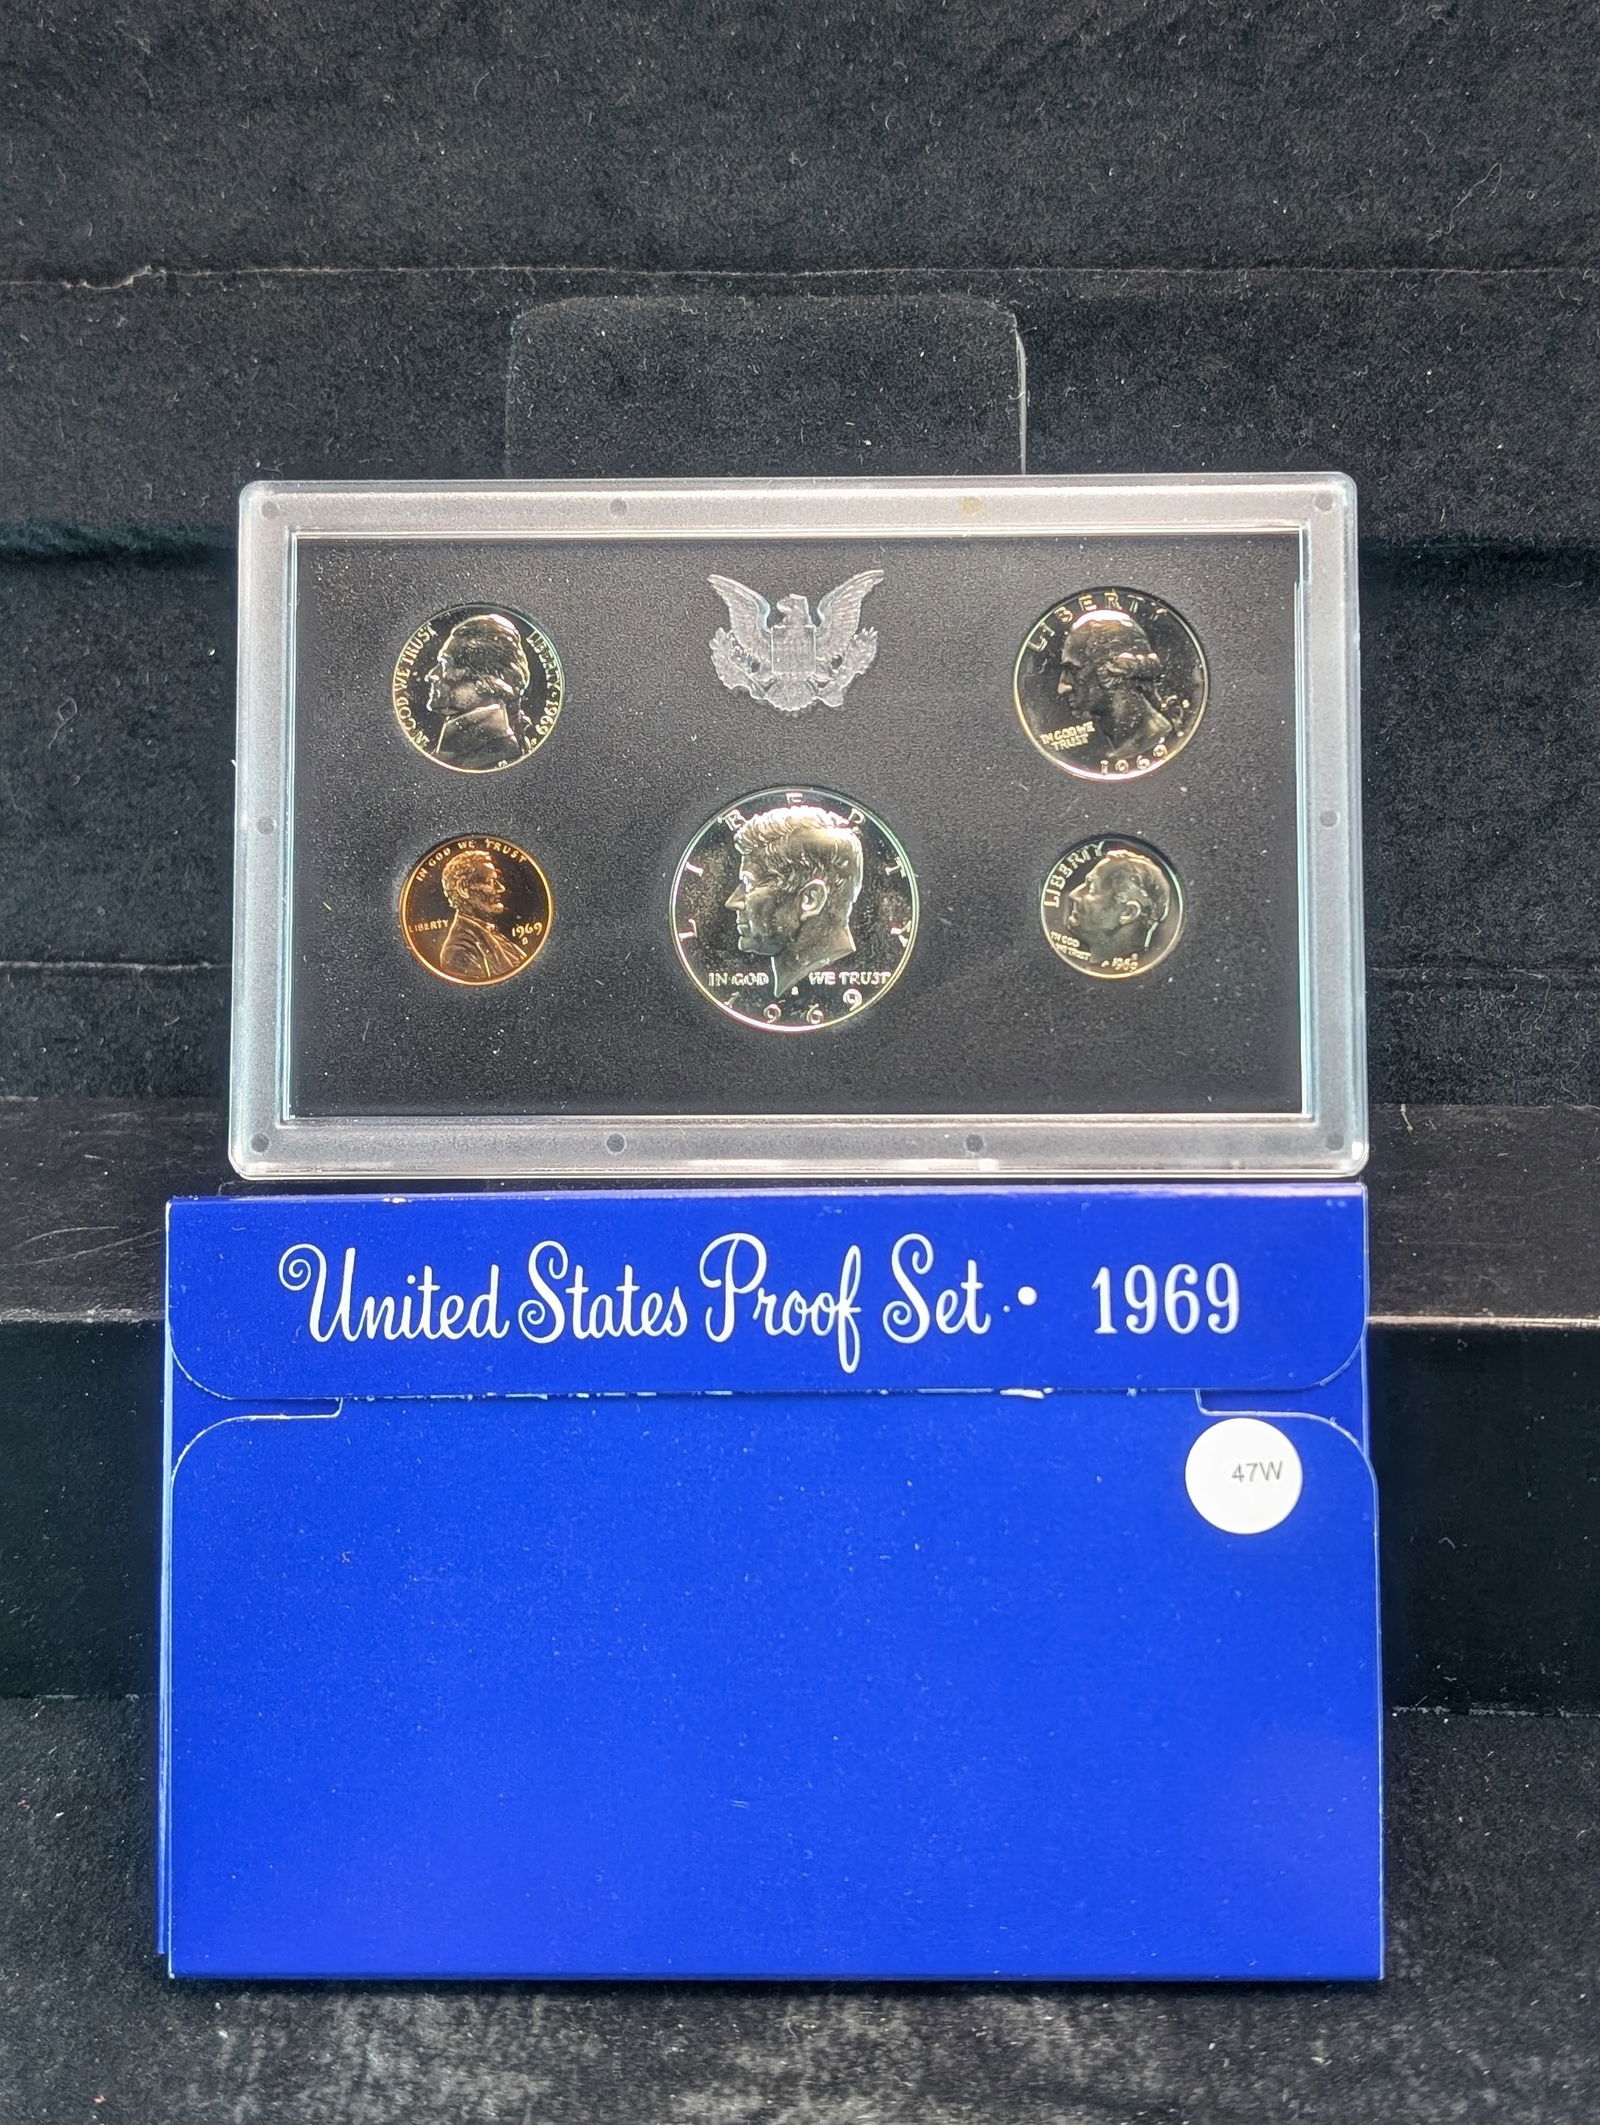 IN GOD WE TRUST
LIBERTY · 1969
S
LIBERTY
IN GOD WE
TRUST
1969
S
IN GOD WE TRUST
LIBERTY
1969
S
LIBERTY
IN GOD WE TRUST
S
1969
LIBERTY
IN GOD
WE TRUST
S
1969
United States Proof Set · 1969
47W